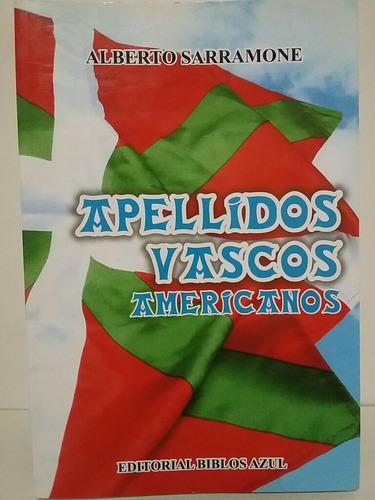 ALBERTO SARRAMONE
APELLIDOS
VASCOS
AMERICANOS
EDITORIAL BIBLOS AZUL